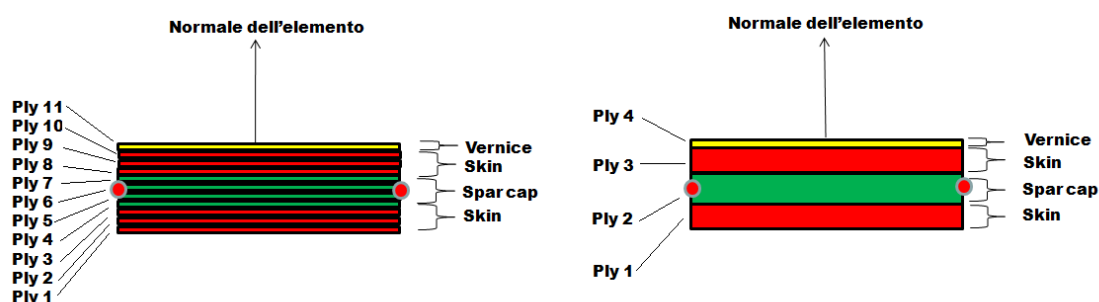 Normale dell'elemento
Ply 11
Ply 10
Ply 9
Ply 8
Ply 7
Ply 6
Ply 5
Ply 4
Ply 3
Ply 2
Ply 1
Vernice
Skin
Spar cap
Skin
Normale dell'elemento
Ply 4
Ply 3
Ply 2
Ply 1
Vernice
Skin
Spar cap
Skin